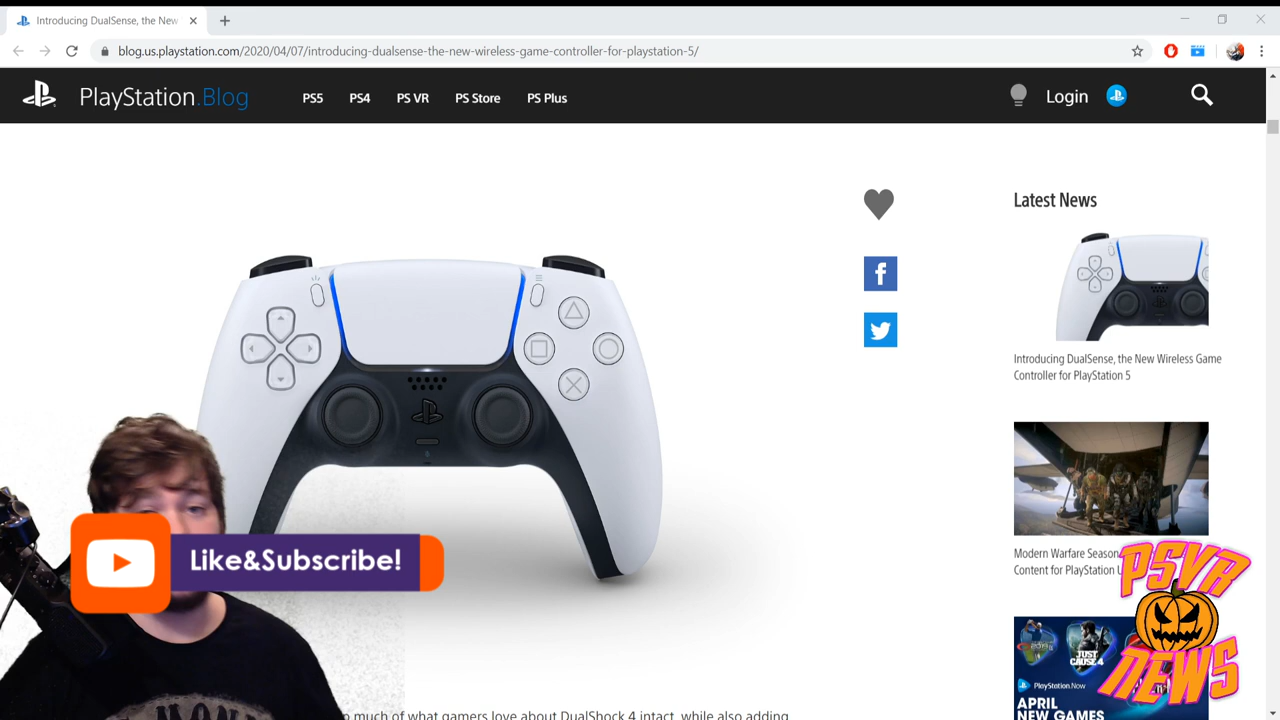 Introducing DualSense, the New
blog.us.playstation.com/2020/04/07/introducing-dualsense-the-new-wireless-game-controller-for-playstation-5/
PlayStation.Blog
PS5
PS4
PS VR
PS Store
PS Plus
Login
Latest News
Introducing DualSense, the New Wireless Game
Controller for PlayStation 5
Modern Warfare Season
Content for PlayStation
PSVR
NEWS
Like&Subscribe!
JUST
CAUSE 4
PlayStation.Now
APRIL
NEW GAMES
much of what gamers love about DualShock 4 intact, while also adding